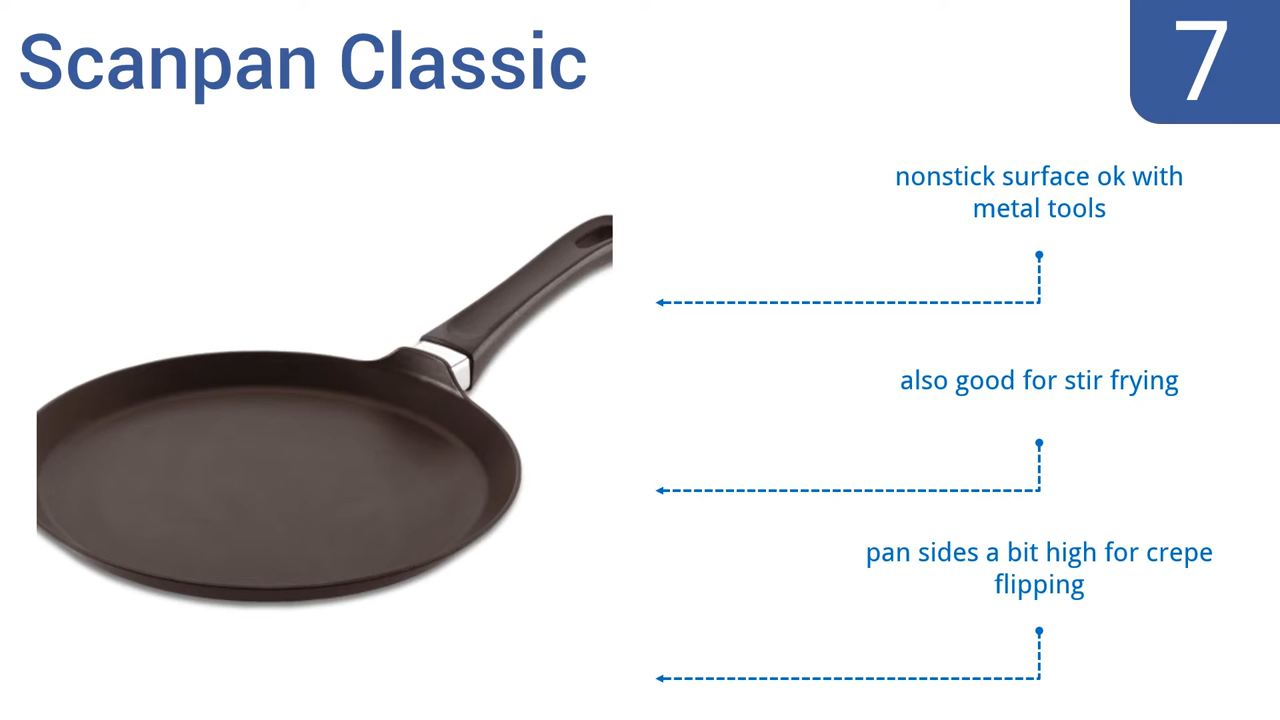 Scanpan Classic
7
nonstick surface ok with
metal tools
also good for stir frying
pan sides a bit high for crepe
flipping